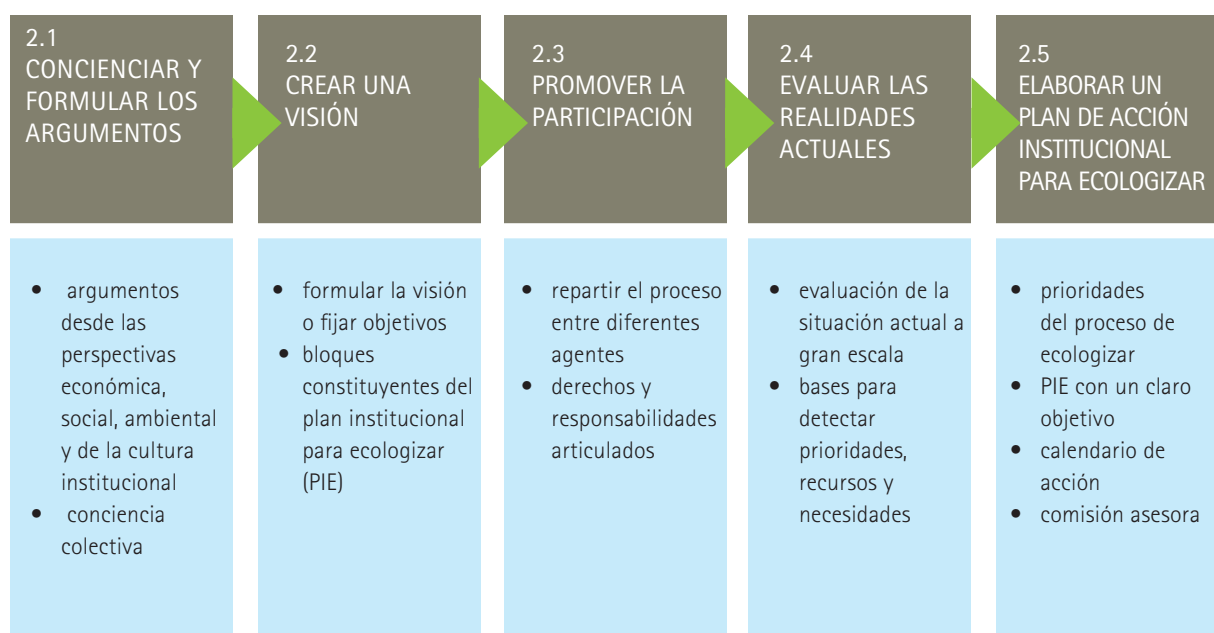 2.1
CONCIENCIAR Y
FORMULAR LOS
ARGUMENTOS
2.2
CREAR UNA
VISIÓN
2.3
PROMOVER LA
PARTICIPACIÓN
2.4
EVALUAR LAS
REALIDADES
ACTUALES
2.5
ELABORAR UN
PLAN DE ACCIÓN
INSTITUCIONAL
PARA ECOLOGIZAR
• argumentos
desde las
perspectivas
económica,
social, ambiental
y de la cultura
institucional
• conciencia
colectiva
• formular la visión
o fijar objetivos
• bloques
constituyentes del
plan institucional
para ecologizar
(PIE)
• repartir el proceso
entre diferentes
agentes
• derechos y
responsabilidades
articulados
• evaluación de la
situación actual a
gran escala
• bases para
detectar
prioridades,
recursos y
necesidades
• prioridades
del proceso de
ecologizar
• PIE con un claro
objetivo
• calendario de
acción
• comisión asesora